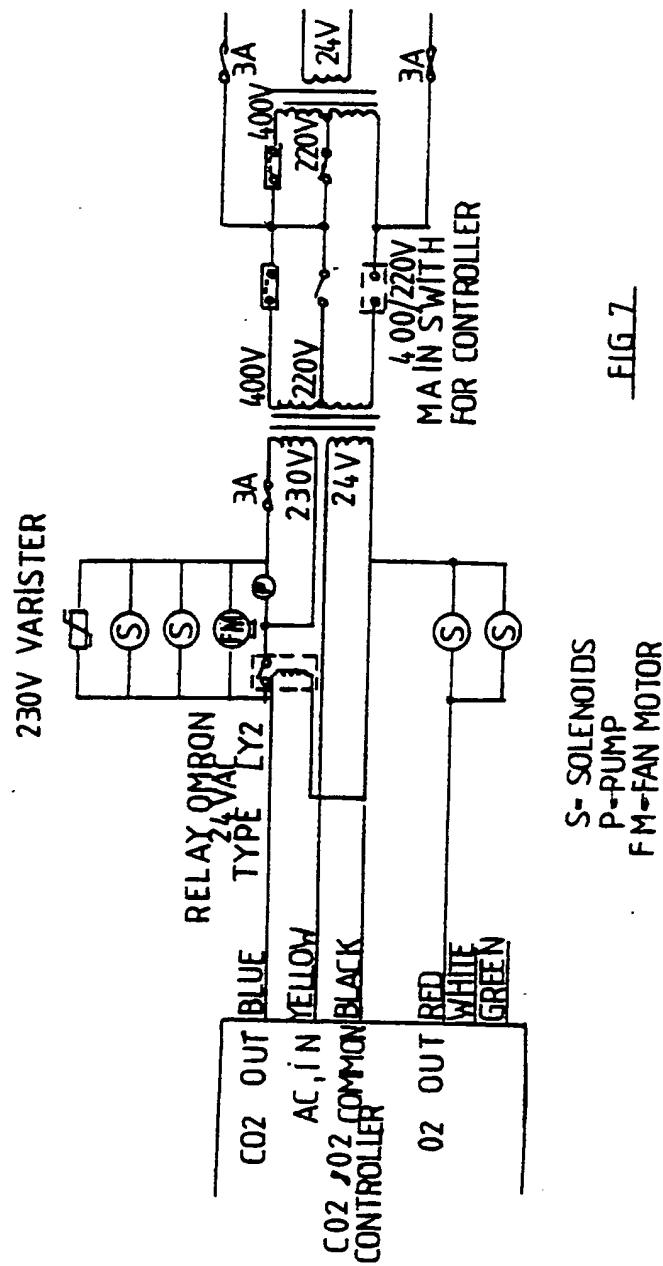 230V VARISTER
RELAY OMRON
24 VAC
TYPE LY2
3A
230V
24V
400V
220V
400V
220V
3A
24V
3A
400/220V
MAIN SWITH
FOR CONTROLLER
S
S
FM
P
S
S
CO2 OUT
BLUE
AC, iN
YELLOW
CO2 & O2 COMMON
BLACK
CONTROLLER
O2 OUT
RED
WHITE
GREEN
S= SOLENOIDS
P=PUMP
FM=FAN MOTOR
FIG 7